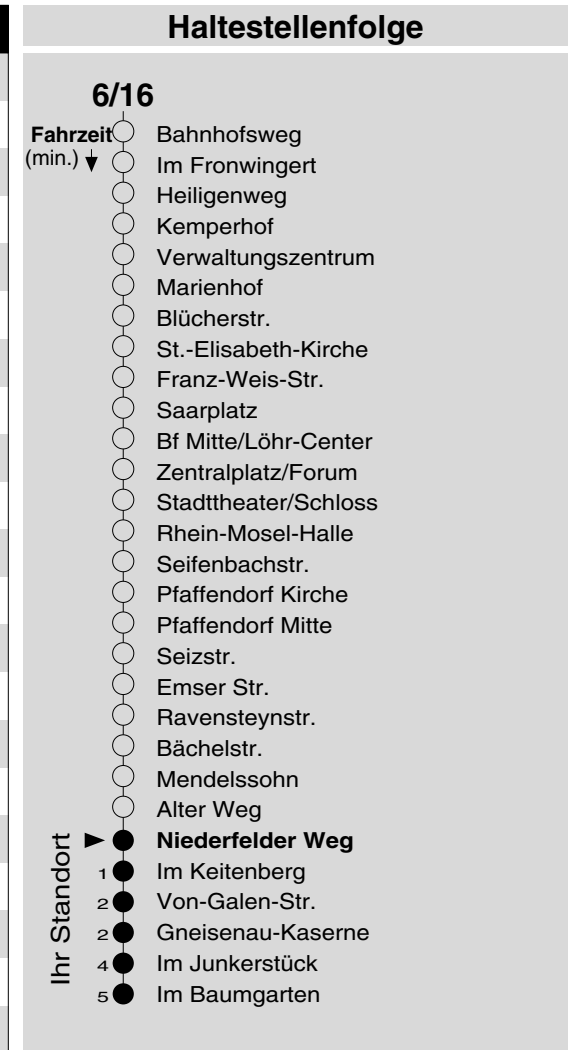 Haltestellenfolge
6/16
Fahrzeit
(min.)
Bahnhofsweg
Im Fronwingert
Heiligenweg
Kemperhof
Verwaltungszentrum
Marienhof
Blücherstr.
St.-Elisabeth-Kirche
Franz-Weis-Str.
Saarplatz
Bf Mitte/Löhr-Center
Zentralplatz/Forum
Stadttheater/Schloss
Rhein-Mosel-Halle
Seifenbachstr.
Pfaffendorf Kirche
Pfaffendorf Mitte
Seizstr.
Emser Str.
Ravensteynstr.
Bächelstr.
Mendelssohn
Alter Weg
Ihr Standort
Niederfelder Weg
1 Im Keitenberg
2 Von-Galen-Str.
2 Gneisenau-Kaserne
4 Im Junkerstück
5 Im Baumgarten